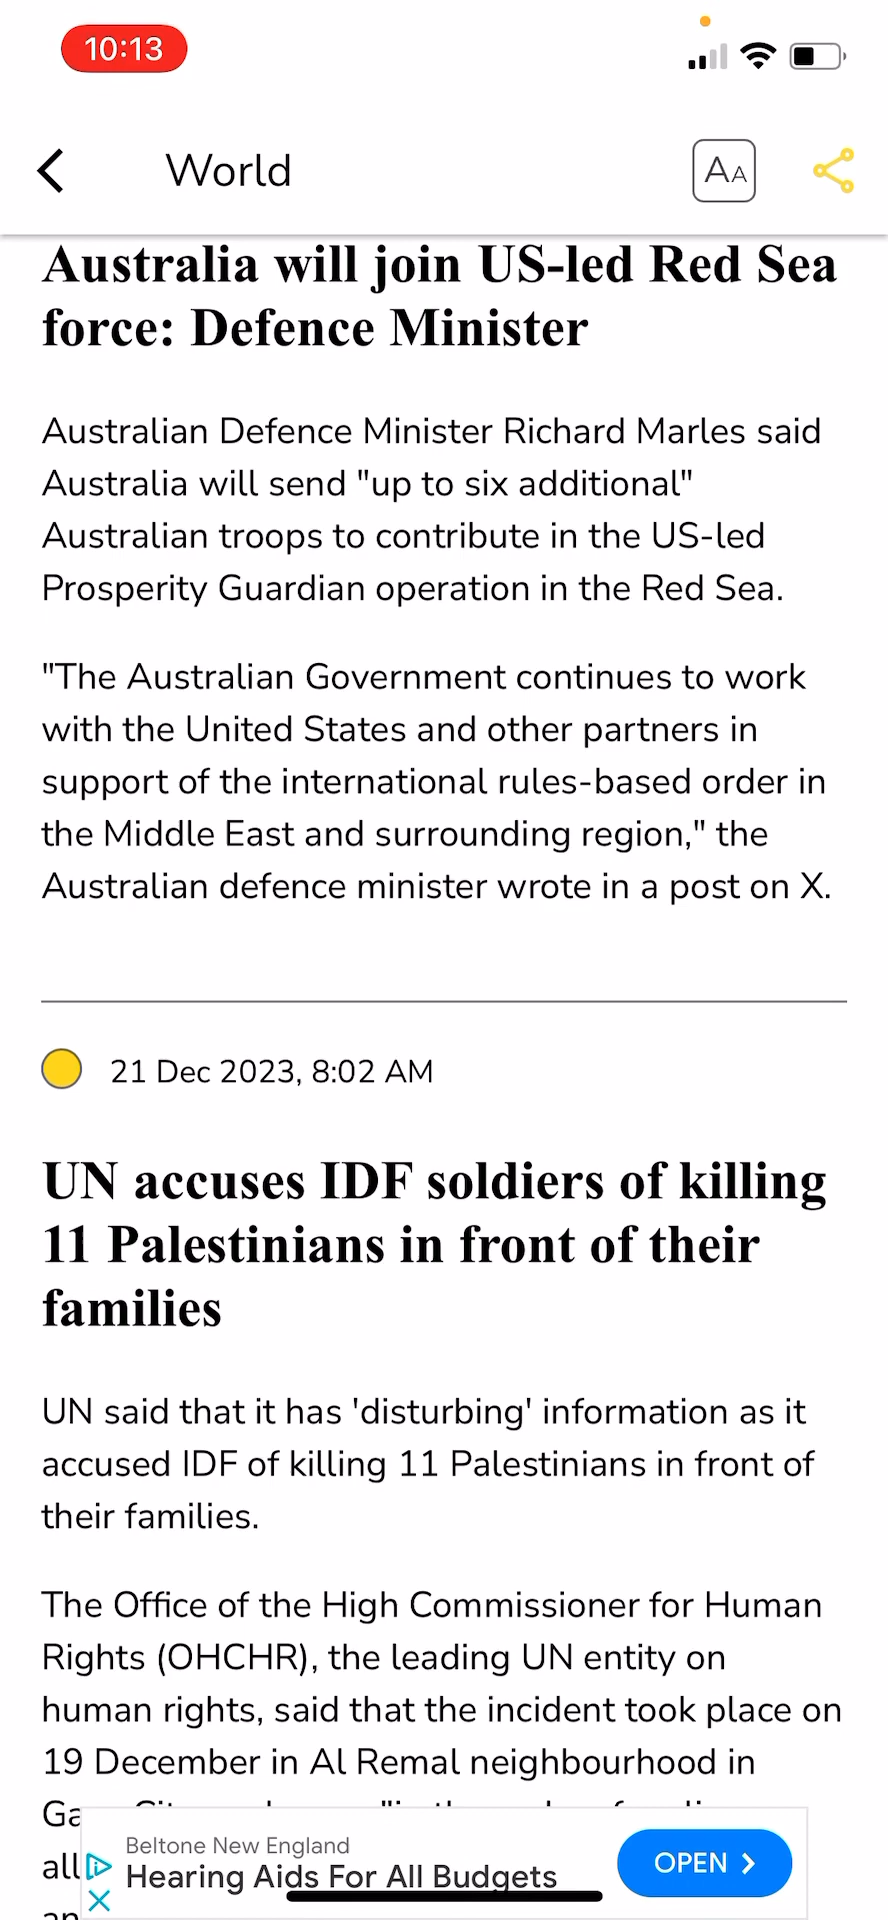 10:13
World
AA
Australia will join US-led Red Sea
force: Defence Minister
Australian Defence Minister Richard Marles said
Australia will send "up to six additional"
Australian troops to contribute in the US-led
Prosperity Guardian operation in the Red Sea.
"The Australian Government continues to work
with the United States and other partners in
support of the international rules-based order in
the Middle East and surrounding region," the
Australian defence minister wrote in a post on X.
21 Dec 2023, 8:02 AM
UN accuses IDF soldiers of killing
11 Palestinians in front of their
families
UN said that it has 'disturbing' information as it
accused IDF of killing 11 Palestinians in front of
their families.
The Office of the High Commissioner for Human
Rights (OHCHR), the leading UN entity on
human rights, said that the incident took place on
19 December in Al Remal neighbourhood in
Beltone New England
Hearing Aids For All Budgets
OPEN